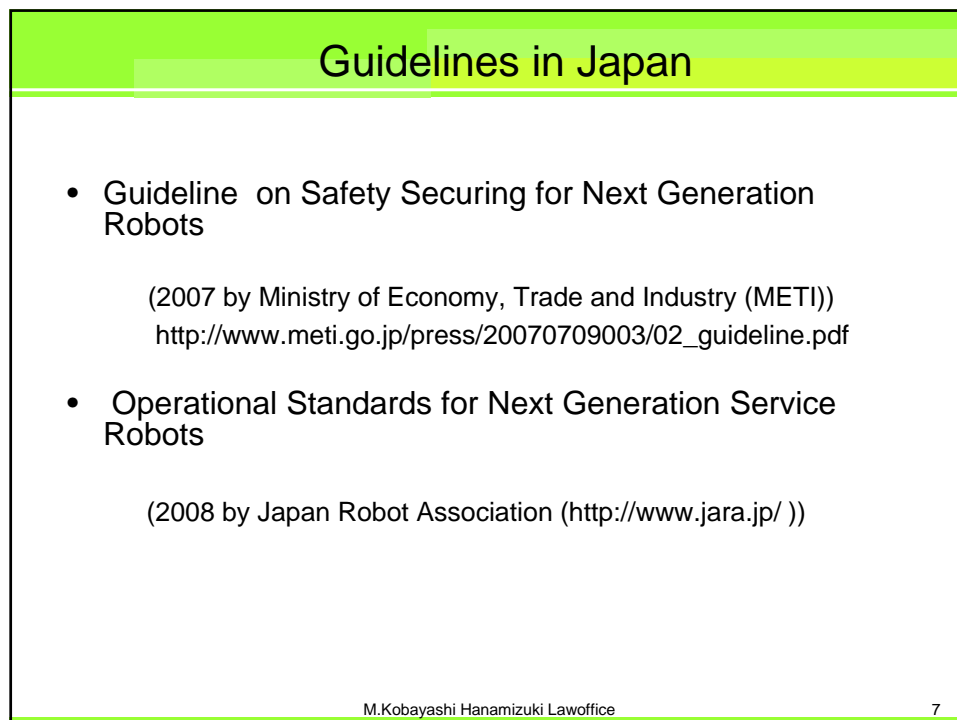 Guidelines in Japan
• Guideline on Safety Securing for Next Generation
Robots
(2007 by Ministry of Economy, Trade and Industry (METI))
http://www.meti.go.jp/press/20070709003/02_guideline.pdf
• Operational Standards for Next Generation Service
Robots
(2008 by Japan Robot Association (http://www.jara.jp/ ))
M.Kobayashi Hanamizuki Lawoffice
7